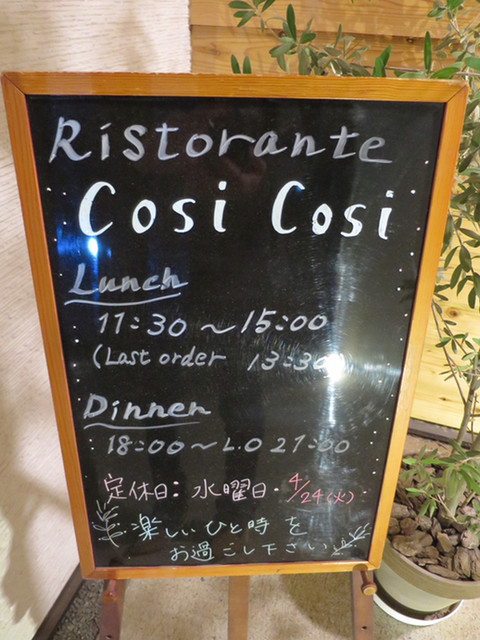 Ristorante
Cosi Cosi
Lunch
11:30 ~ 15:00
(Last order 13:30)
Dinner
18:00 ~ L.O 21:00
定休日: 水曜日・4/24(火)
楽しいひと時を
お過ごし下さい